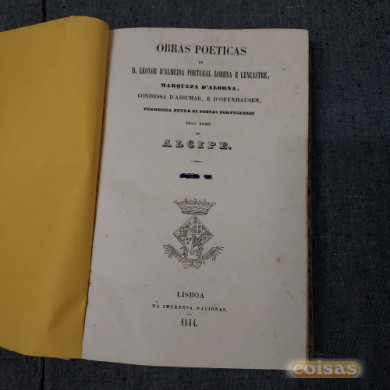 OBRAS POETICAS
DE
D. LEONOR D'ALMEIDA PORTUGAL LORENA E LENCASTRE,
MARQUEZA D'ALORNA,
CONDESSA D'ASSUMAR, E D'OEYNHAUSEN,
CONHECIDA ENTRE OS POETAS PORTUGUEZES
PELO NOME
DE
ALCIPE.
LISBOA
NA IMPRENSA NACIONAL.
1844.
coisas